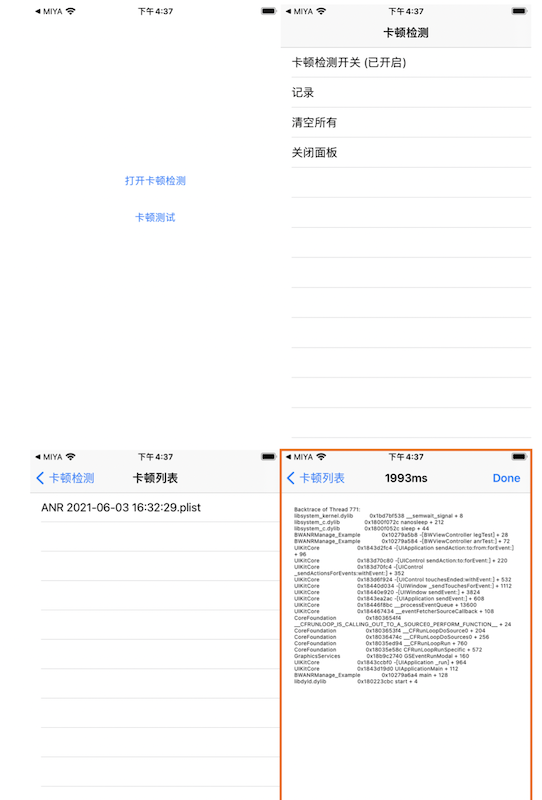 MIYA
下午4:37
打开卡顿检测
卡顿测试
MIYA
下午4:37
卡顿检测
卡顿检测开关 (已开启)
记录
清空所有
关闭面板
MIYA
下午4:37
卡顿检测
卡顿列表
ANR 2021-06-03 16:32:29.plist
MIYA
下午4:37
卡顿列表
1993ms
Done
Backtrace of Thread 771:
libsystem_kernel.dylib 0x1bd7bf538 __semwait_signal + 8
libsystem_c.dylib 0x1800f072c nanosleep + 212
libsystem_c.dylib 0x1800f052c sleep + 44
BWANRManage_Example 0x10279a5b8 -[BWViewController legTest] + 28
BWANRManage_Example 0x10279a584 -[BWViewController anrTest:] + 72
UIKitCore 0x183d2fc4 -[UIApplication sendAction:to:from:forEvent:]
+ 96
UIKitCore 0x183d70c80 -[UIControl sendAction:to:forEvent:] + 220
UIKitCore 0x183d70fc4 -[UIControl
_sendActionsForEvents:withEvent:] + 352
UIKitCore 0x183d6f924 -[UIControl touchesEnded:withEvent:] + 532
UIKitCore 0x18440d034 -[UIWindow _sendTouchesForEvent:] + 1112
UIKitCore 0x18440e920 -[UIWindow sendEvent:] + 3824
UIKitCore 0x1843ea2ac -[UIApplication sendEvent:] + 608
UIKitCore 0x18446f8bc __processEventQueue + 13600
UIKitCore 0x184467434 __eventFetcherSourceCallback + 108
CoreFoundation 0x1803654f4
__CFRUNLOOP_IS_CALLING_OUT_TO_A_SOURCE0_PERFORM_FUNCTION__ + 24
CoreFoundation 0x1803653f4 __CFRunLoopDoSource0 + 204
CoreFoundation 0x18036474c __CFRunLoopDoSources0 + 256
CoreFoundation 0x18035ed94 __CFRunLoopRun + 760
CoreFoundation 0x18035e58c CFRunLoopRunSpecific + 572
GraphicsServices 0x18b9c2740 GSEventRunModal + 160
UIKitCore 0x1843ccbf0 -[UIApplication _run] + 964
UIKitCore 0x1843d19d0 UIApplicationMain + 112
BWANRManage_Example 0x10279a6a4 main + 128
libdyld.dylib 0x180223cbc start + 4